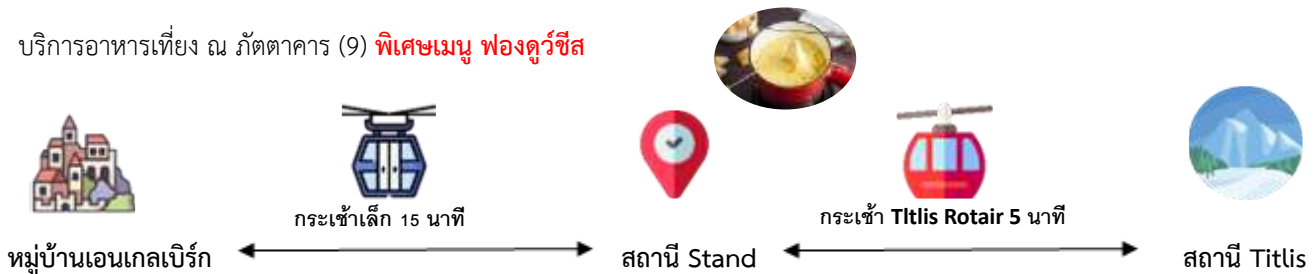 บริการอาหารเที่ยง ณ ภัตตาคาร (9) พิเศษเมนู ฟองดูว์ชีส
กระเช้าเล็ก 15 นาที
กระเช้า Tltlis Rotair 5 นาที
หมู่บ้านเอนเกลเบิร์ก
สถานี Stand
สถานี Titlis